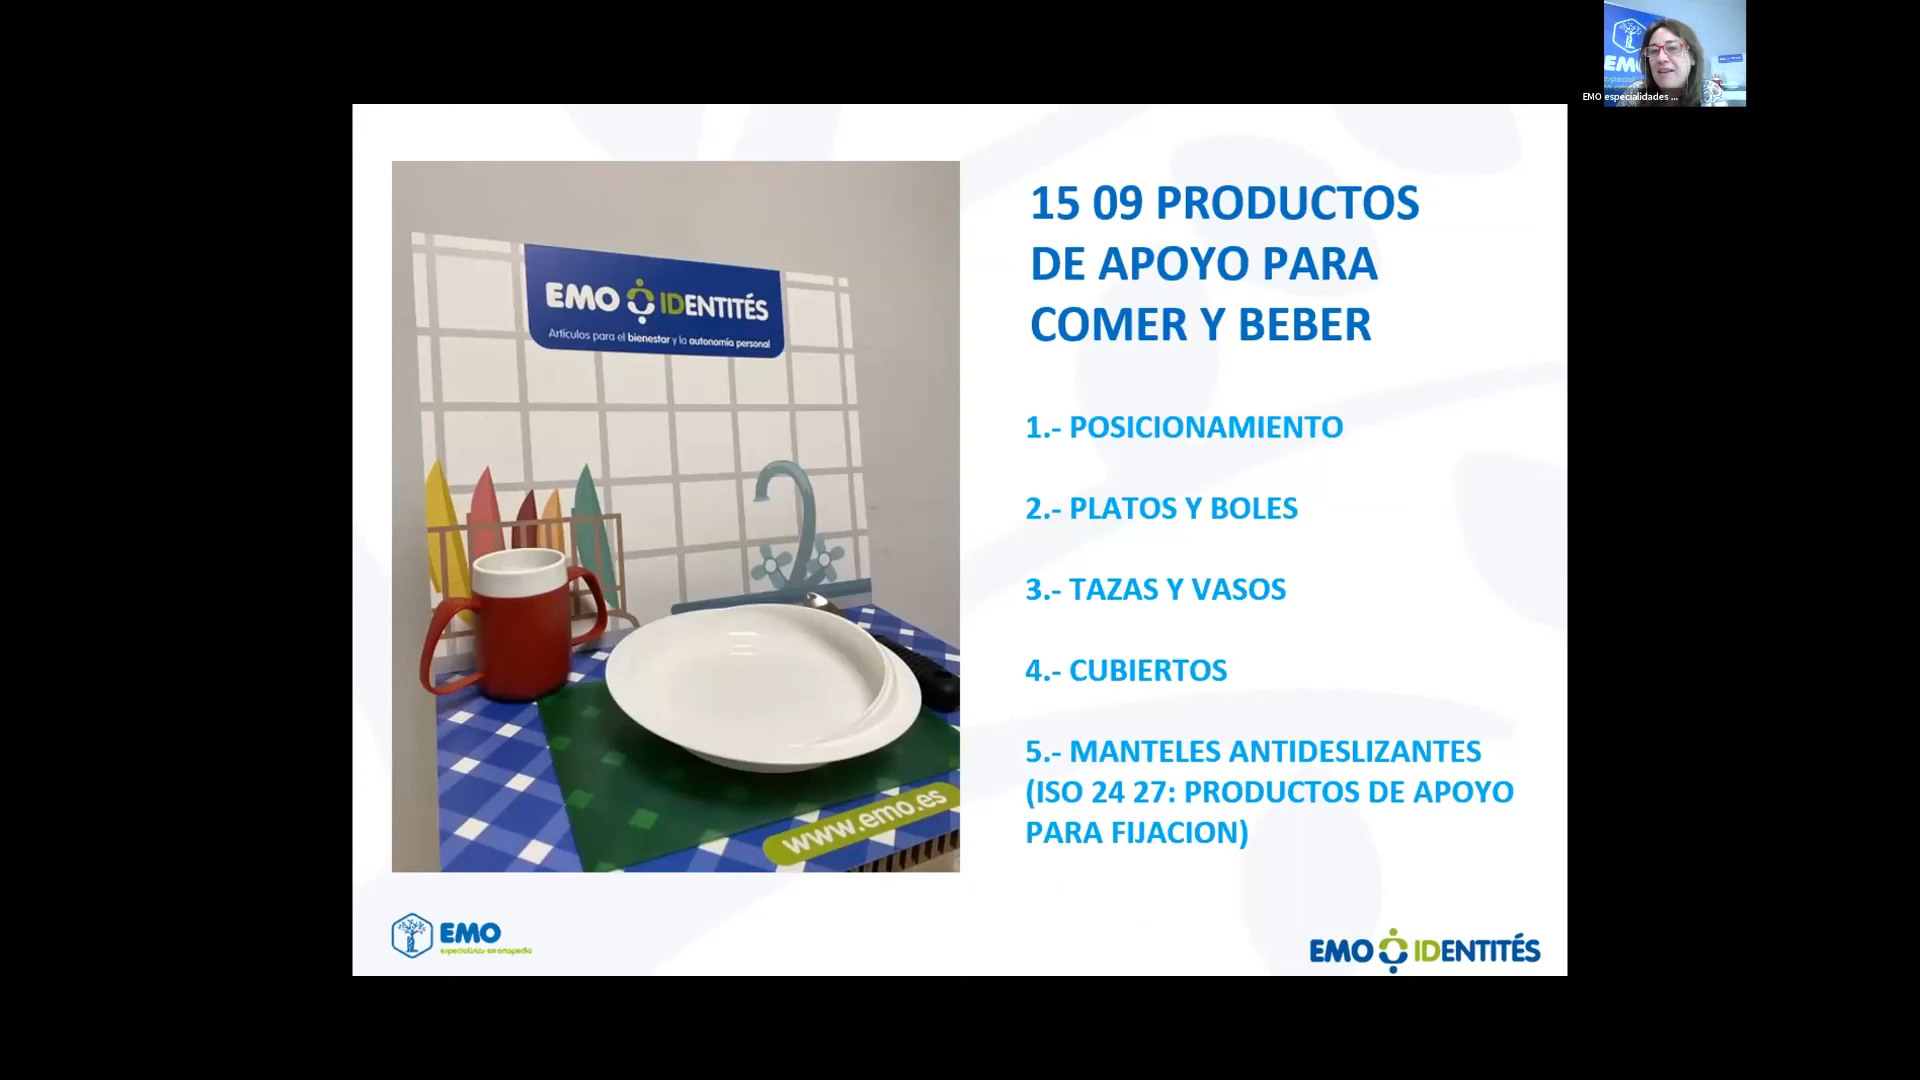 EMO especialidades ...
15 09 PRODUCTOS
DE APOYO PARA
COMER Y BEBER
EMO IDENTITÉS
Artículos para el bienestar y la autonomía personal
1.- POSICIONAMIENTO
2.- PLATOS Y BOLES
3.- TAZAS Y VASOS
4.- CUBIERTOS
5.- MANTELES ANTIDESLIZANTES
(ISO 24 27: PRODUCTOS DE APOYO
PARA FIJACION)
www.emo.es
EMO
especialistas en ortopedia
EMO IDENTITÉS